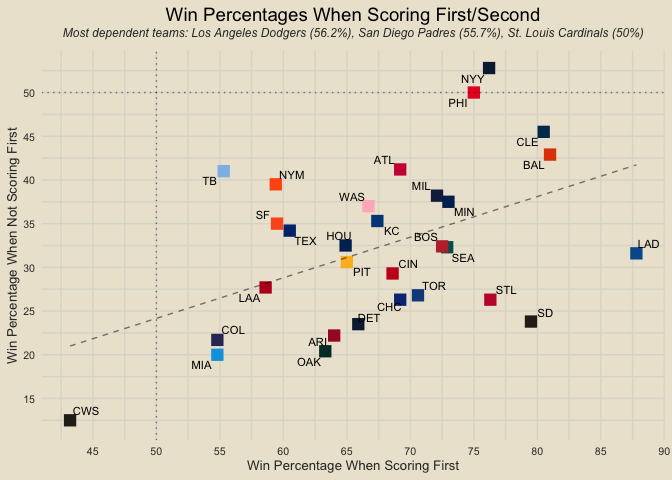 Win Percentages When Scoring First/Second
Most dependent teams: Los Angeles Dodgers (56.2%), San Diego Padres (55.7%), St. Louis Cardinals (50%)
Win Percentage When Not Scoring First
50
45
40
35
30
25
20
15
NYY
PHI
CLE
BAL
ATL
TB
NYM
MIL
WAS
MIN
SF
KC
TEX
HOU
BOS
LAD
SEA
PIT
CIN
TOR
STL
LAA
CHC
SD
DET
COL
ARI
OAK
MIA
CWS
45
50
55
60
65
70
75
80
85
90
Win Percentage When Scoring First